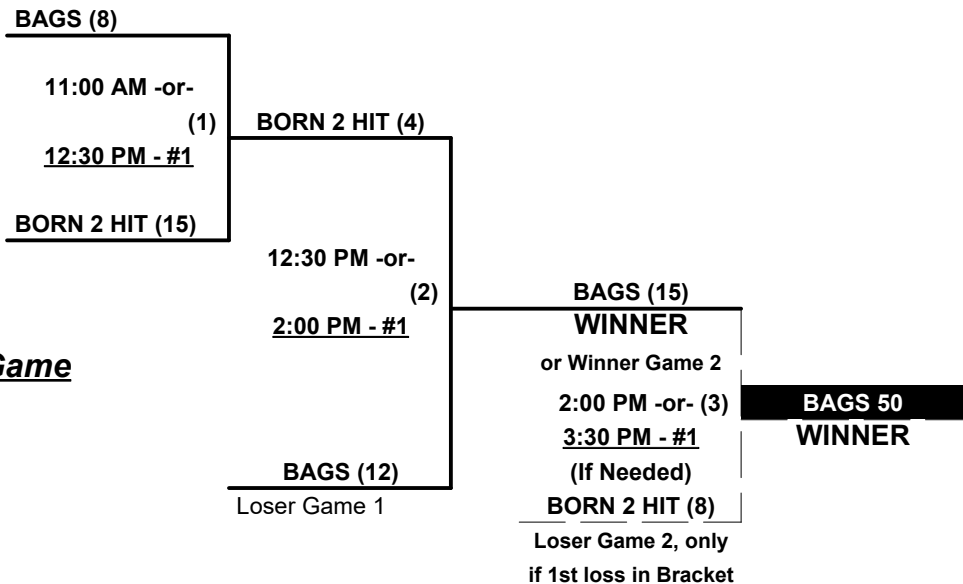 BAGS (8)
11:00 AM -or-
(1)
12:30 PM - #1
BORN 2 HIT (15)
BORN 2 HIT (4)
12:30 PM -or-
(2)
2:00 PM - #1
Game
BAGS (12)
Loser Game 1
BAGS (15)
WINNER
or Winner Game 2
2:00 PM -or- (3)
3:30 PM - #1
(If Needed)
BORN 2 HIT (8)
Loser Game 2, only
if 1st loss in Bracket
BAGS 50
WINNER